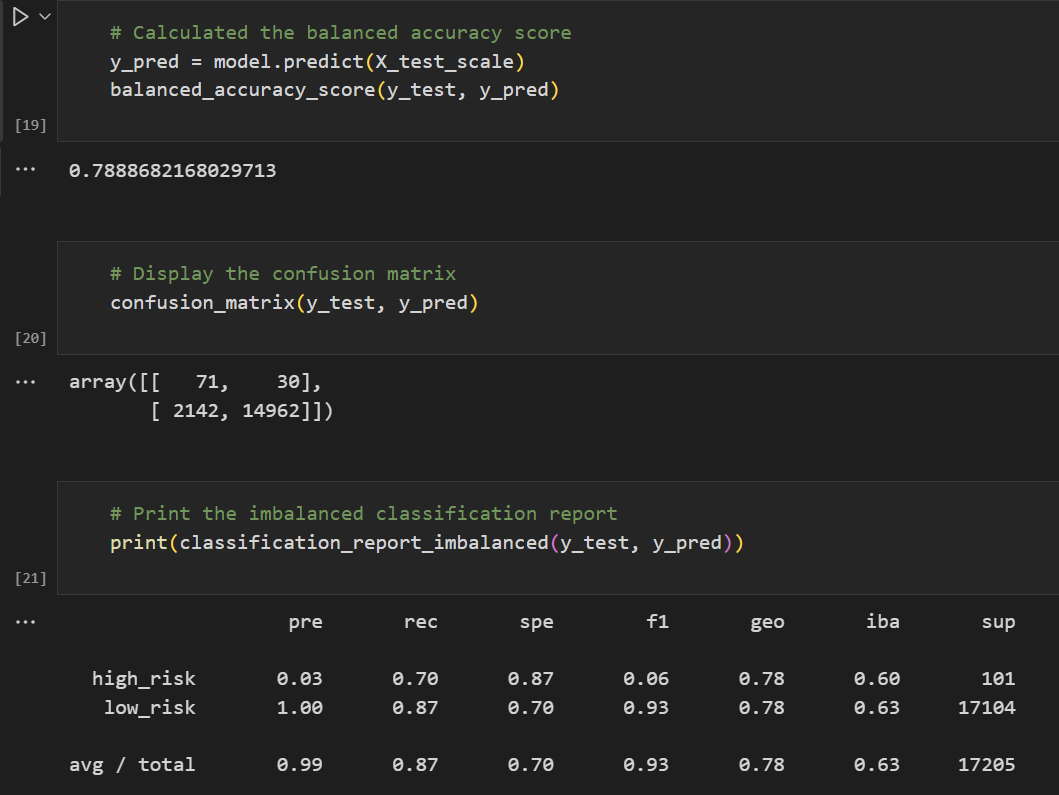 # Calculated the balanced accuracy score
y_pred = model.predict(X_test_scale)
balanced_accuracy_score(y_test, y_pred)
[19]
... 0.7888682168029713
# Display the confusion matrix
confusion_matrix(y_test, y_pred)
[20]
... array([[   71,    30],
       [ 2142, 14962]])
# Print the imbalanced classification report
print(classification_report_imbalanced(y_test, y_pred))
[21]
... pre rec spe f1 geo iba sup
high_risk 0.03 0.70 0.87 0.06 0.78 0.60 101
low_risk 1.00 0.87 0.70 0.93 0.78 0.63 17104
avg / total 0.99 0.87 0.70 0.93 0.78 0.63 17205